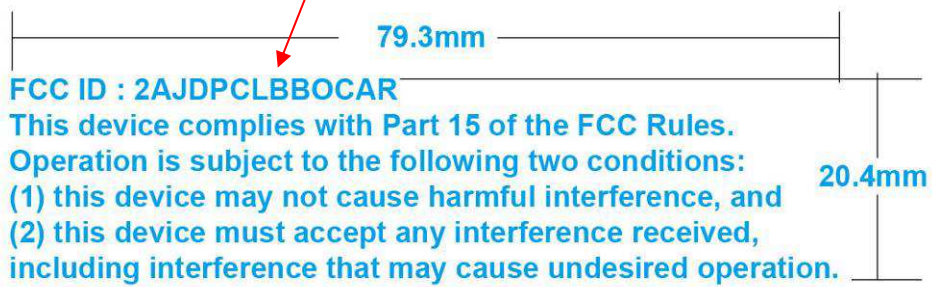 79.3mm
FCC ID : 2AJDPCLBBOCAR
This device complies with Part 15 of the FCC Rules.
Operation is subject to the following two conditions:
(1) this device may not cause harmful interference, and
20.4mm
(2) this device must accept any interference received,
including interference that may cause undesired operation.